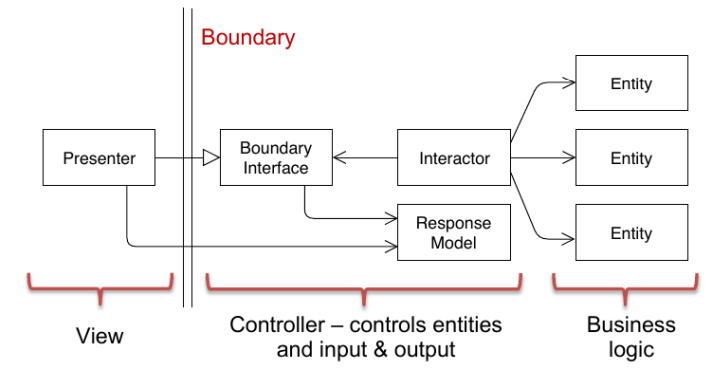 Boundary
Entity
Presenter
Boundary
Interface
Interactor
Entity
Response
Model
Entity
View
Controller – controls entities
and input & output
Business
logic